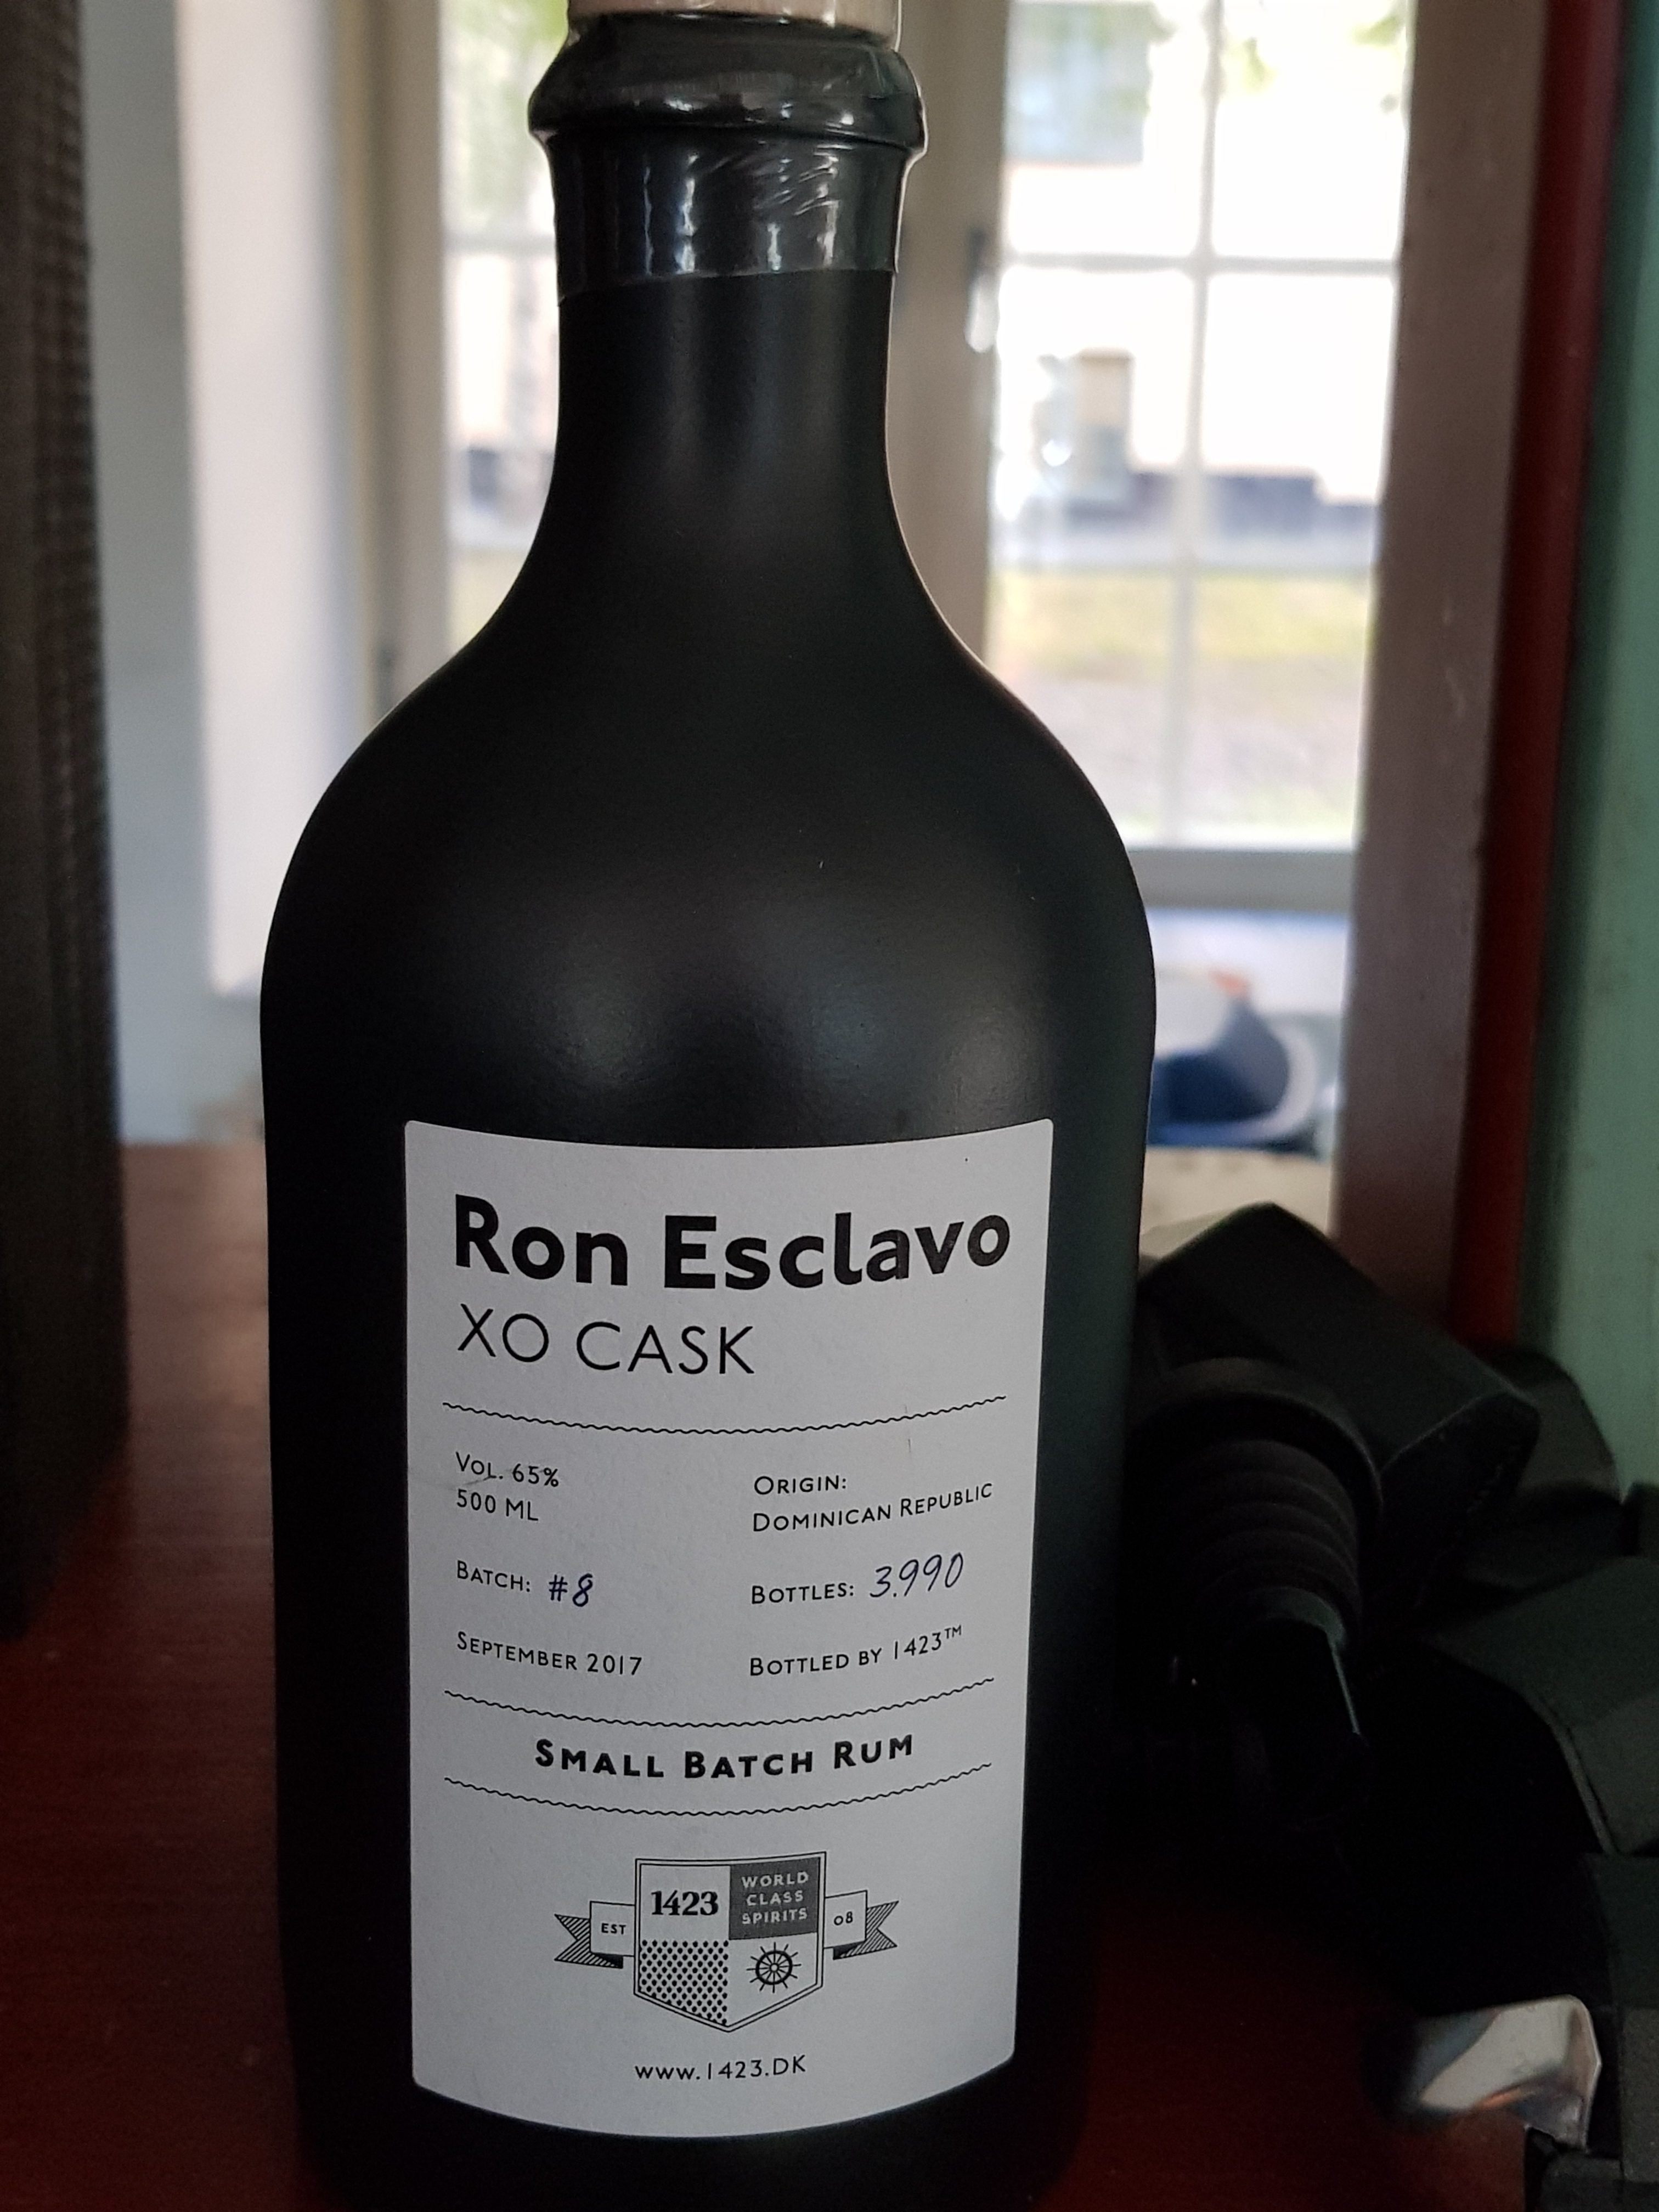 Ron Esclavo
XO CASK
VOL. 65%
500 ML
ORIGIN:
DOMINICAN REPUBLIC
BATCH: #8
BOTTLES: 3.990
SEPTEMBER 2017
BOTTLED BY 1423™
SMALL BATCH RUM
1423
WORLD
CLASS
SPIRITS
EST
08
www.1423.DK